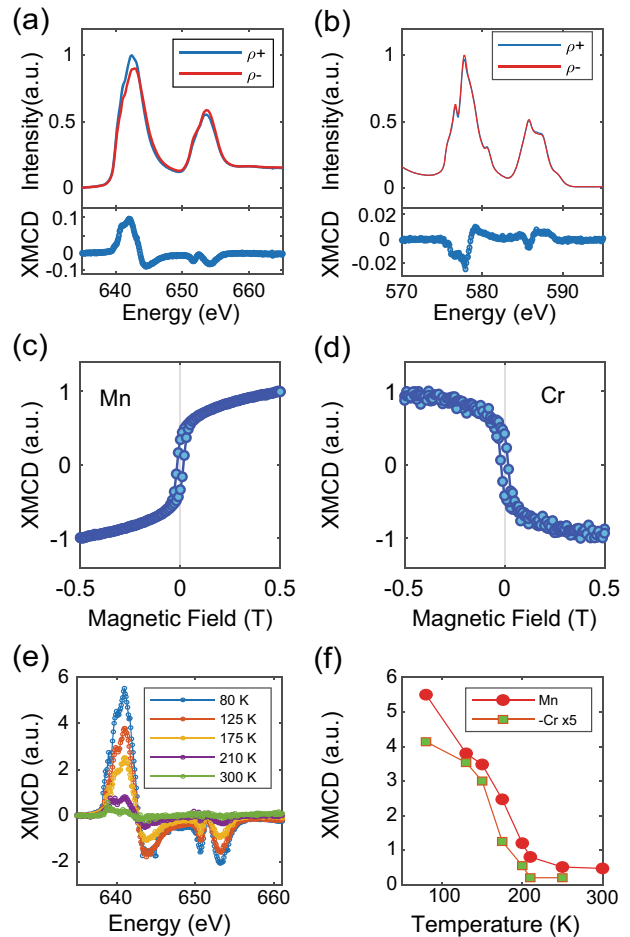 (a)
ρ+
ρ-
Intensity(a.u.)
1
0.5
0
XMCD
0.1
0
-0.1
640 650 660
Energy (eV)
(b)
ρ+
ρ-
Intensity(a.u.)
1
0.5
0
XMCD
0.02
0
-0.02
570 580 590
Energy (eV)
(c)
Mn
XMCD (a.u.)
1
0
-1
-0.5 0 0.5
Magnetic Field (T)
(d)
Cr
XMCD (a.u.)
1
0
-1
-0.5 0 0.5
Magnetic Field (T)
(e)
80 K
125 K
175 K
210 K
300 K
XMCD (a.u.)
6
4
2
0
-2
640 650 660
Energy (eV)
(f)
Mn
-Cr x5
XMCD (a.u.)
6
5
4
3
2
1
0
100 200 300
Temperature (K)